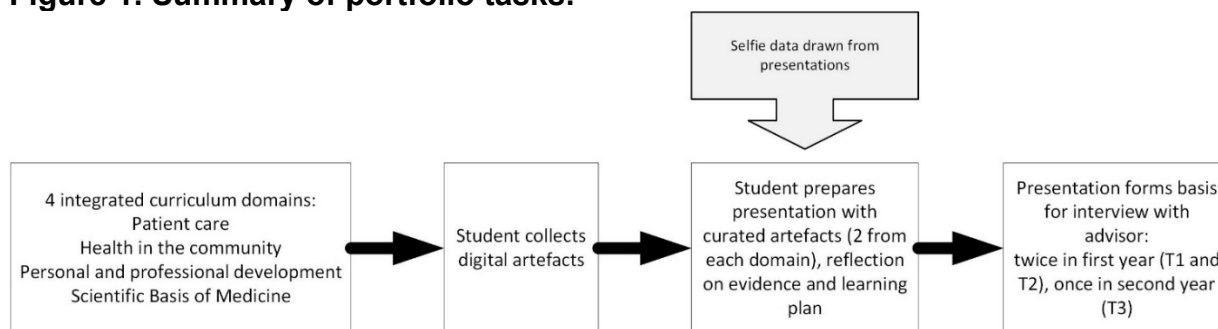 Figure 1: Summary of portfolio tasks.
Selfie data drawn from
presentations
4 integrated curriculum domains:
Patient care
Health in the community
Personal and professional development
Scientific Basis of Medicine
Student collects
digital artefacts
Student prepares
presentation with
curated artefacts (2 from
each domain), reflection
on evidence and learning
plan
Presentation forms basis
for interview with
advisor:
twice in first year (T1 and
T2), once in second year
(T3)